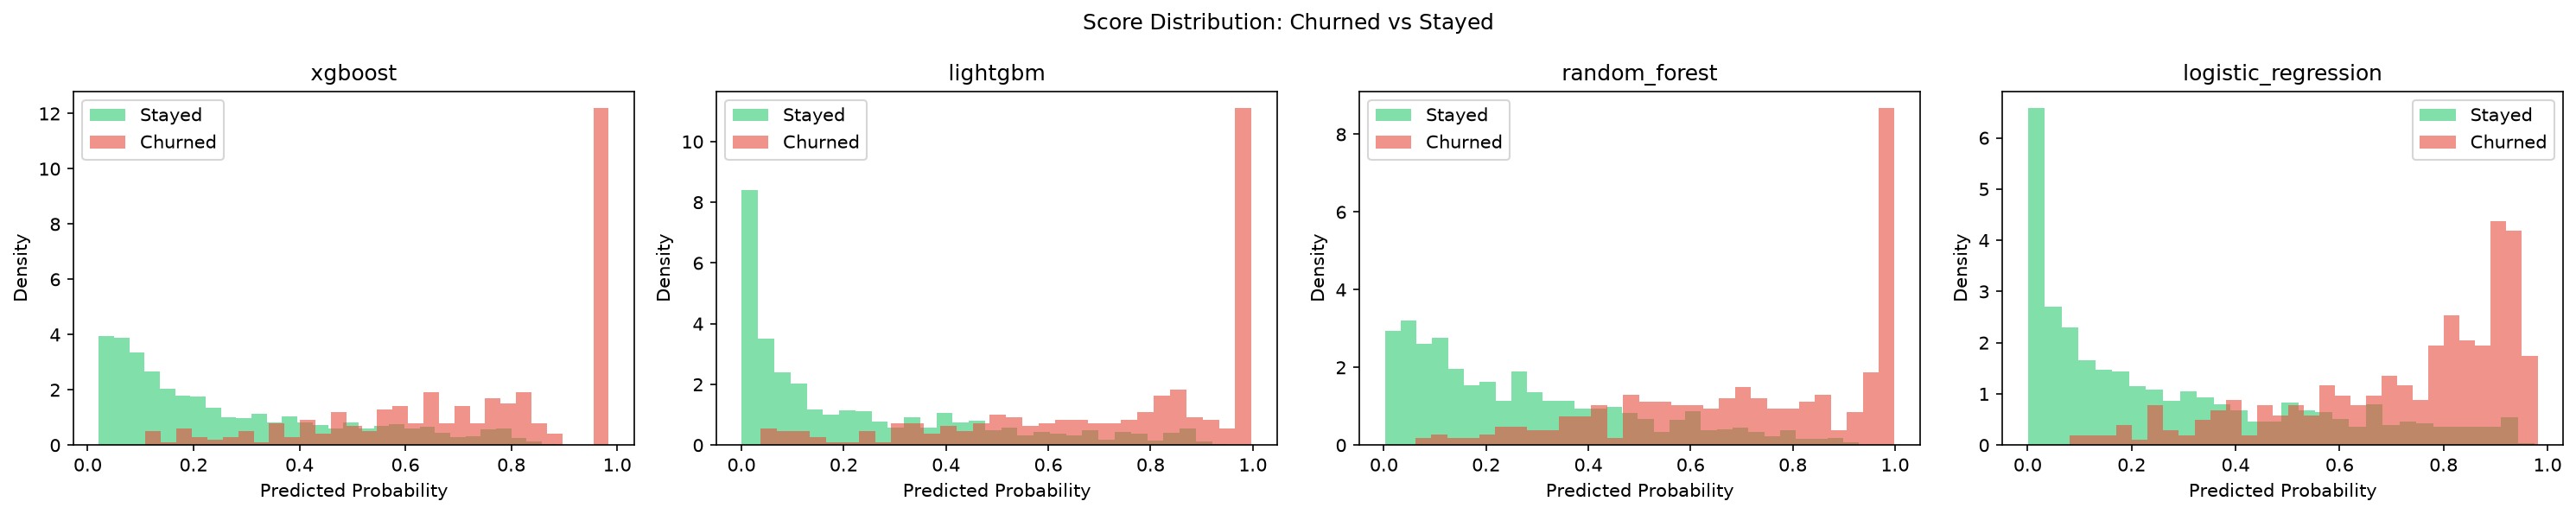 Score Distribution: Churned vs Stayed
xgboost
Stayed
Churned
12
10
8
6
4
2
0
Density
0.0 0.2 0.4 0.6 0.8 1.0
Predicted Probability
lightgbm
Stayed
Churned
10
8
6
4
2
0
Density
0.0 0.2 0.4 0.6 0.8 1.0
Predicted Probability
random_forest
Stayed
Churned
8
6
4
2
0
Density
0.0 0.2 0.4 0.6 0.8 1.0
Predicted Probability
logistic_regression
Stayed
Churned
6
5
4
3
2
1
0
Density
0.0 0.2 0.4 0.6 0.8 1.0
Predicted Probability